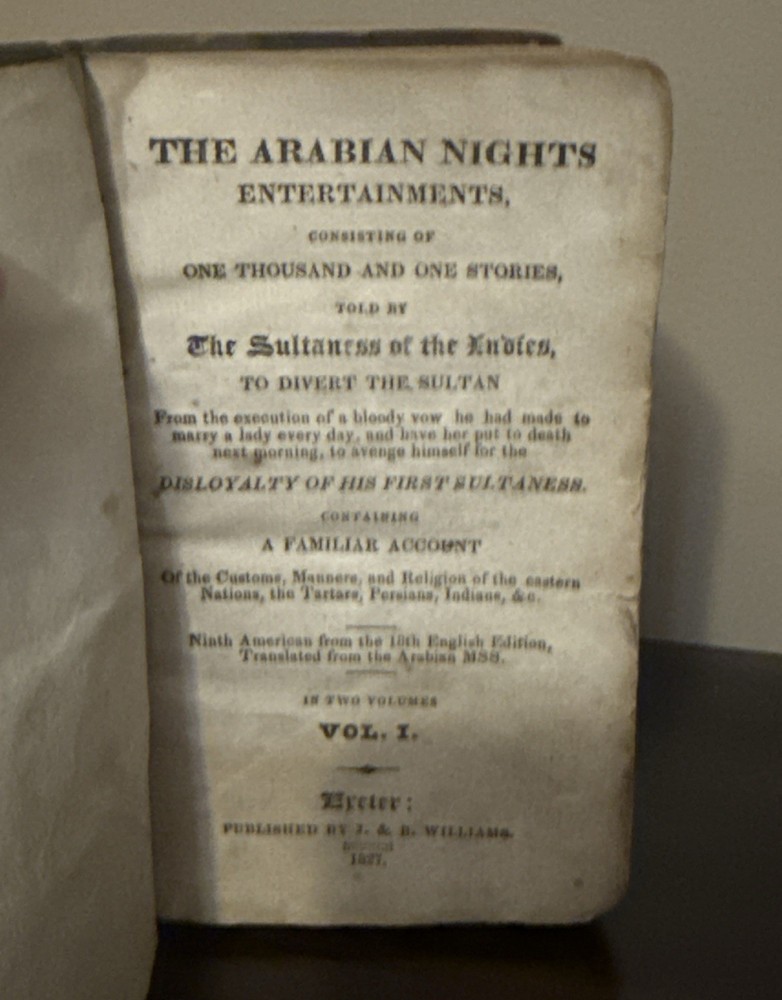 THE ARABIAN NIGHTS
ENTERTAINMENTS,
CONSISTING OF
ONE THOUSAND AND ONE STORIES,
TOLD BY
The Sultaness of the Indies,
TO DIVERT THE SULTAN
From the execution of a bloody vow he had made to
marry a lady every day, and have her put to death
next morning, to avenge himself for the
DISLOYALTY OF HIS FIRST SULTANESS.
CONTAINING
A FAMILIAR ACCOUNT
Of the Customs, Manners, and Religion of the eastern
Nations, the Tartars, Persians, Indians, &c.
Ninth American from the 18th English Edition,
Translated from the Arabian MSS.
IN TWO VOLUMES
VOL. I.
Exeter:
PUBLISHED BY J. & B. WILLIAMS.
1827.